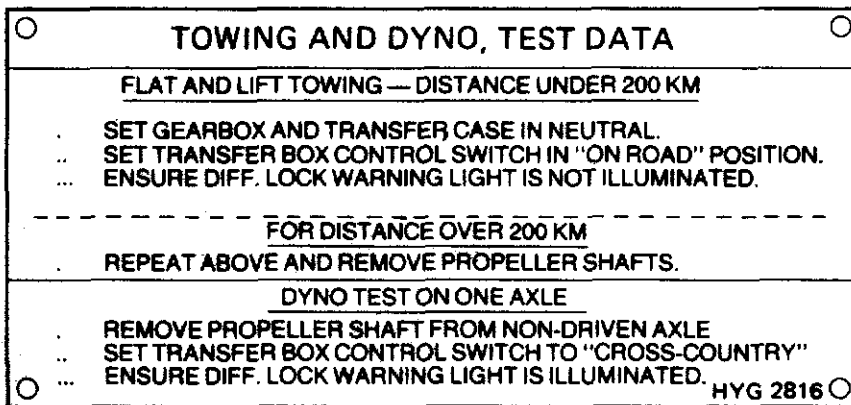 TOWING AND DYNO, TEST DATA
FLAT AND LIFT TOWING — DISTANCE UNDER 200 KM
. SET GEARBOX AND TRANSFER CASE IN NEUTRAL.
.. SET TRANSFER BOX CONTROL SWITCH IN "ON ROAD" POSITION.
... ENSURE DIFF. LOCK WARNING LIGHT IS NOT ILLUMINATED.
FOR DISTANCE OVER 200 KM
. REPEAT ABOVE AND REMOVE PROPELLER SHAFTS.
DYNO TEST ON ONE AXLE
. REMOVE PROPELLER SHAFT FROM NON-DRIVEN AXLE
.. SET TRANSFER BOX CONTROL SWITCH TO "CROSS-COUNTRY"
... ENSURE DIFF. LOCK WARNING LIGHT IS ILLUMINATED.
HYG 2816